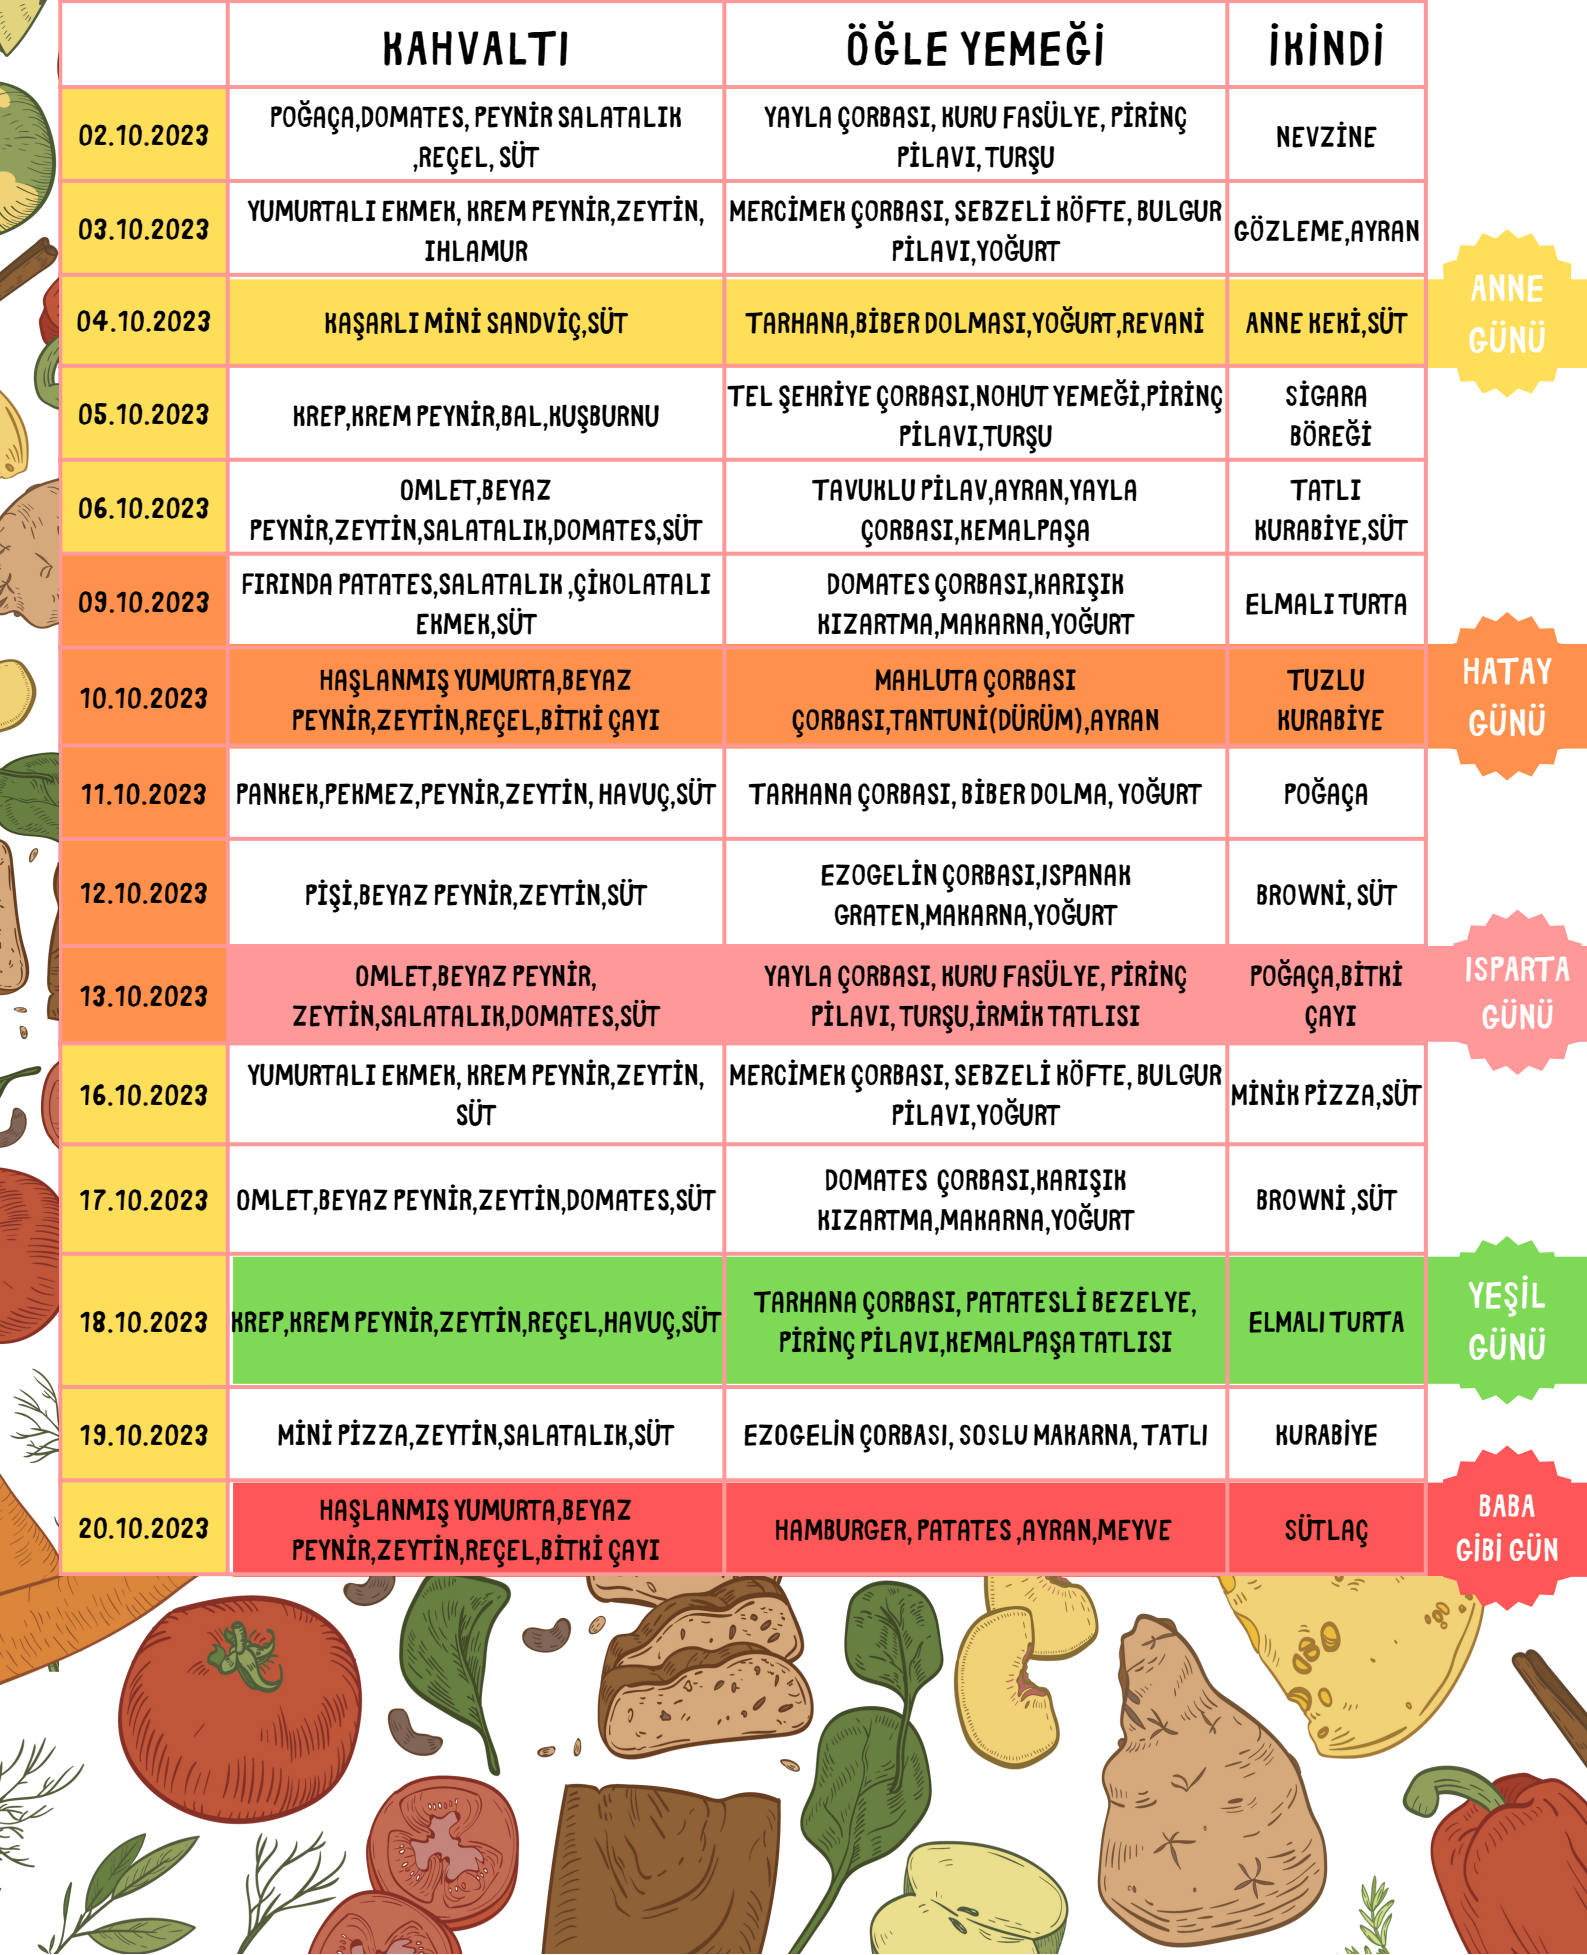 KAHVALTI
ÖĞLE YEMEĞİ
İKİNDİ
02.10.2023
POĞAÇA,DOMATES, PEYNİR SALATALIK
,REÇEL, SÜT
YAYLA ÇORBASI, KURU FASÜLYE, PİRİNÇ
PİLAVI, TURŞU
NEVZİNE
03.10.2023
YUMURTALI EKMEK, KREM PEYNİR,ZEYTİN,
IHLAMUR
MERCİMEK ÇORBASI, SEBZELİ KÖFTE, BULGUR
PİLAVI,YOĞURT
GÖZLEME,AYRAN
04.10.2023
KAŞARLI MİNİ SANDVİÇ,SÜT
TARHANA,BİBER DOLMASI,YOĞURT,REVANİ
ANNE KEKİ,SÜT
ANNE
GÜNÜ
05.10.2023
KREP,KREM PEYNİR,BAL,KUŞBURNU
TEL ŞEHRİYE ÇORBASI,NOHUT YEMEĞİ,PİRİNÇ
PİLAVI,TURŞU
SİGARA
BÖREĞİ
06.10.2023
OMLET,BEYAZ
PEYNİR,ZEYTİN,SALATALIK,DOMATES,SÜT
TAVUKLU PİLAV,AYRAN,YAYLA
ÇORBASI,KEMALPAŞA
TATLI
KURABİYE,SÜT
09.10.2023
FIRINDA PATATES,SALATALIK ,ÇİKOLATALI
EKMEK,SÜT
DOMATES ÇORBASI,KARIŞIK
KIZARTMA,MAKARNA,YOĞURT
ELMALI TURTA
10.10.2023
HAŞLANMIŞ YUMURTA,BEYAZ
PEYNİR,ZEYTİN,REÇEL,BİTKİ ÇAYI
MAHLUTA ÇORBASI
ÇORBASI,TANTUNİ(DÜRÜM),AYRAN
TUZLU
KURABİYE
HATAY
GÜNÜ
11.10.2023
PANKEK,PEKMEZ,PEYNİR,ZEYTİN, HAVUÇ,SÜT
TARHANA ÇORBASI, BİBER DOLMA, YOĞURT
POĞAÇA
12.10.2023
PİŞİ,BEYAZ PEYNİR,ZEYTİN,SÜT
EZOGELİN ÇORBASI,ISPANAK
GRATEN,MAKARNA,YOĞURT
BROWNİ, SÜT
13.10.2023
OMLET,BEYAZ PEYNİR,
ZEYTİN,SALATALIK,DOMATES,SÜT
YAYLA ÇORBASI, KURU FASÜLYE, PİRİNÇ
PİLAVI, TURŞU,İRMİK TATLISI
POĞAÇA,BİTKİ
ÇAYI
ISPARTA
GÜNÜ
16.10.2023
YUMURTALI EKMEK, KREM PEYNİR,ZEYTİN,
SÜT
MERCİMEK ÇORBASI, SEBZELİ KÖFTE, BULGUR
PİLAVI,YOĞURT
MİNİK PİZZA,SÜT
17.10.2023
OMLET,BEYAZ PEYNİR,ZEYTİN,DOMATES,SÜT
DOMATES ÇORBASI,KARIŞIK
KIZARTMA,MAKARNA,YOĞURT
BROWNİ ,SÜT
18.10.2023
KREP,KREM PEYNİR,ZEYTİN,REÇEL,HAVUÇ,SÜT
TARHANA ÇORBASI, PATATESLİ BEZELYE,
PİRİNÇ PİLAVI,KEMALPAŞA TATLISI
ELMALI TURTA
YEŞİL
GÜNÜ
19.10.2023
MİNİ PİZZA,ZEYTİN,SALATALIK,SÜT
EZOGELİN ÇORBASI, SOSLU MAKARNA, TATLI
KURABİYE
20.10.2023
HAŞLANMIŞ YUMURTA,BEYAZ
PEYNİR,ZEYTİN,REÇEL,BİTKİ ÇAYI
HAMBURGER, PATATES ,AYRAN,MEYVE
SÜTLAÇ
BABA
GİBİ GÜN